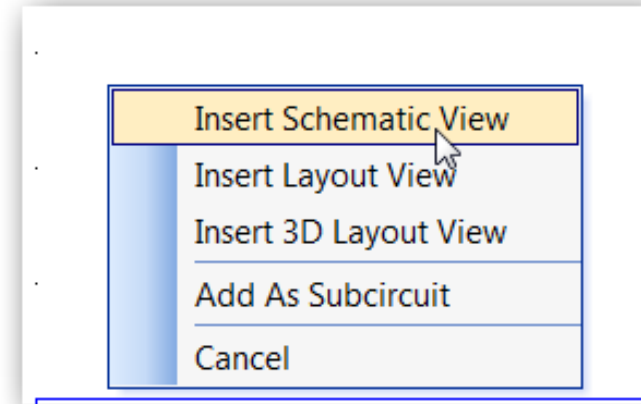 Insert Schematic View
Insert Layout View
Insert 3D Layout View
Add As Subcircuit
Cancel